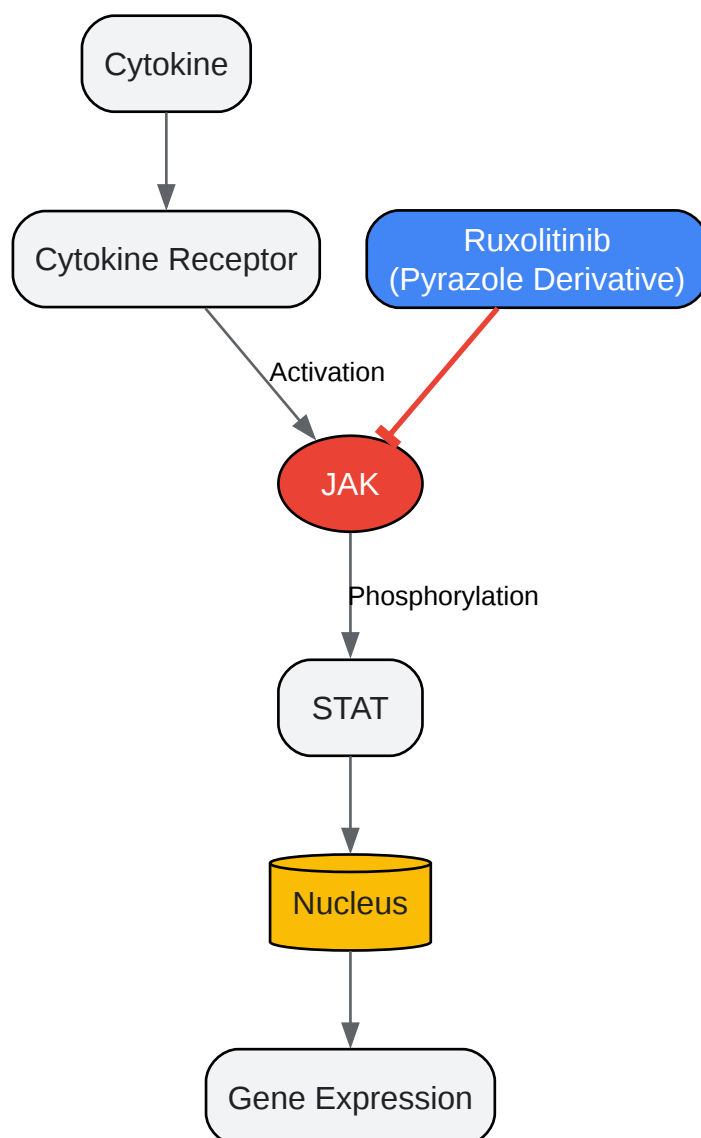 Cytokine
Cytokine Receptor
Ruxolitinib
(Pyrazole Derivative)
Activation
JAK
Phosphorylation
STAT
Nucleus
Gene Expression